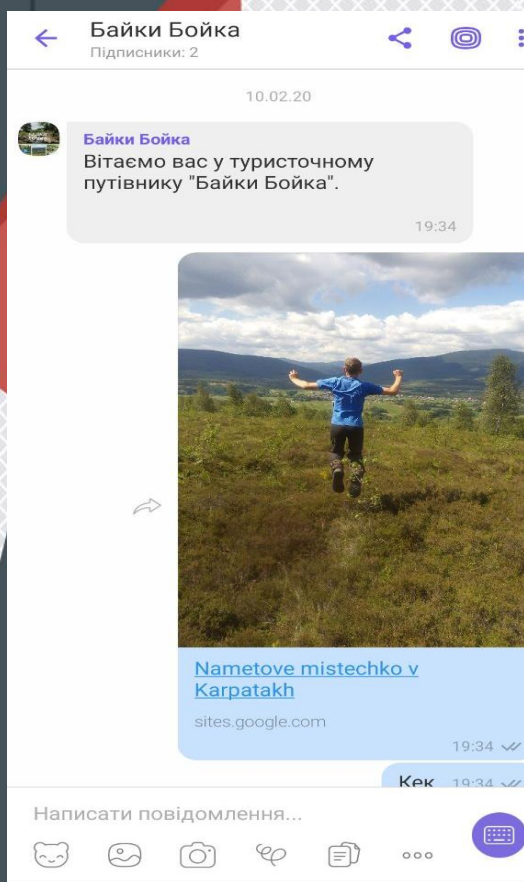 Байки Бойка
Підписники: 2
10.02.20
Байки Бойка
Вітаємо вас у туристочному
путівнику "Байки Бойка".
19:34
Nametove mistechko v
Karpatakh
sites.google.com
19:34
Кек 19:34
Написати повідомлення...